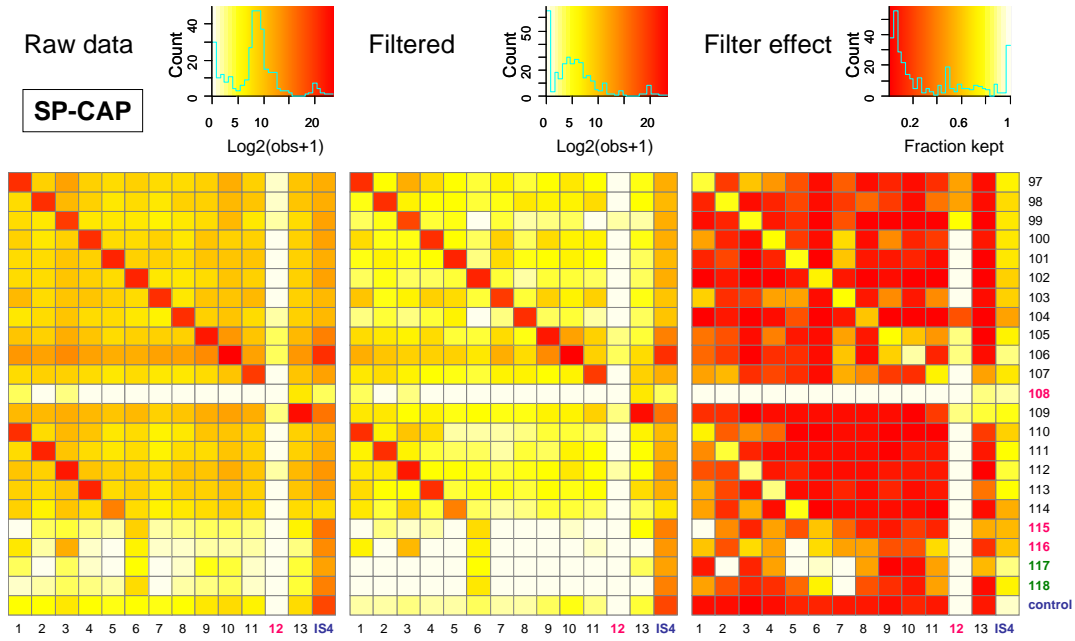 Raw data
SP-CAP
Count
0 20 40
0 5 10 20
Log2(obs+1)
Filtered
Count
0 10 30 50
0 5 10 20
Log2(obs+1)
Filter effect
Count
0 20 40
0.2 0.6 1
Fraction kept
97
98
99
100
101
102
103
104
105
106
107
108
109
110
111
112
113
114
115
116
117
118
control
1 2 3 4 5 6 7 8 9 10 11 12 13 IS4
1 2 3 4 5 6 7 8 9 10 11 12 13 IS4
1 2 3 4 5 6 7 8 9 10 11 12 13 IS4